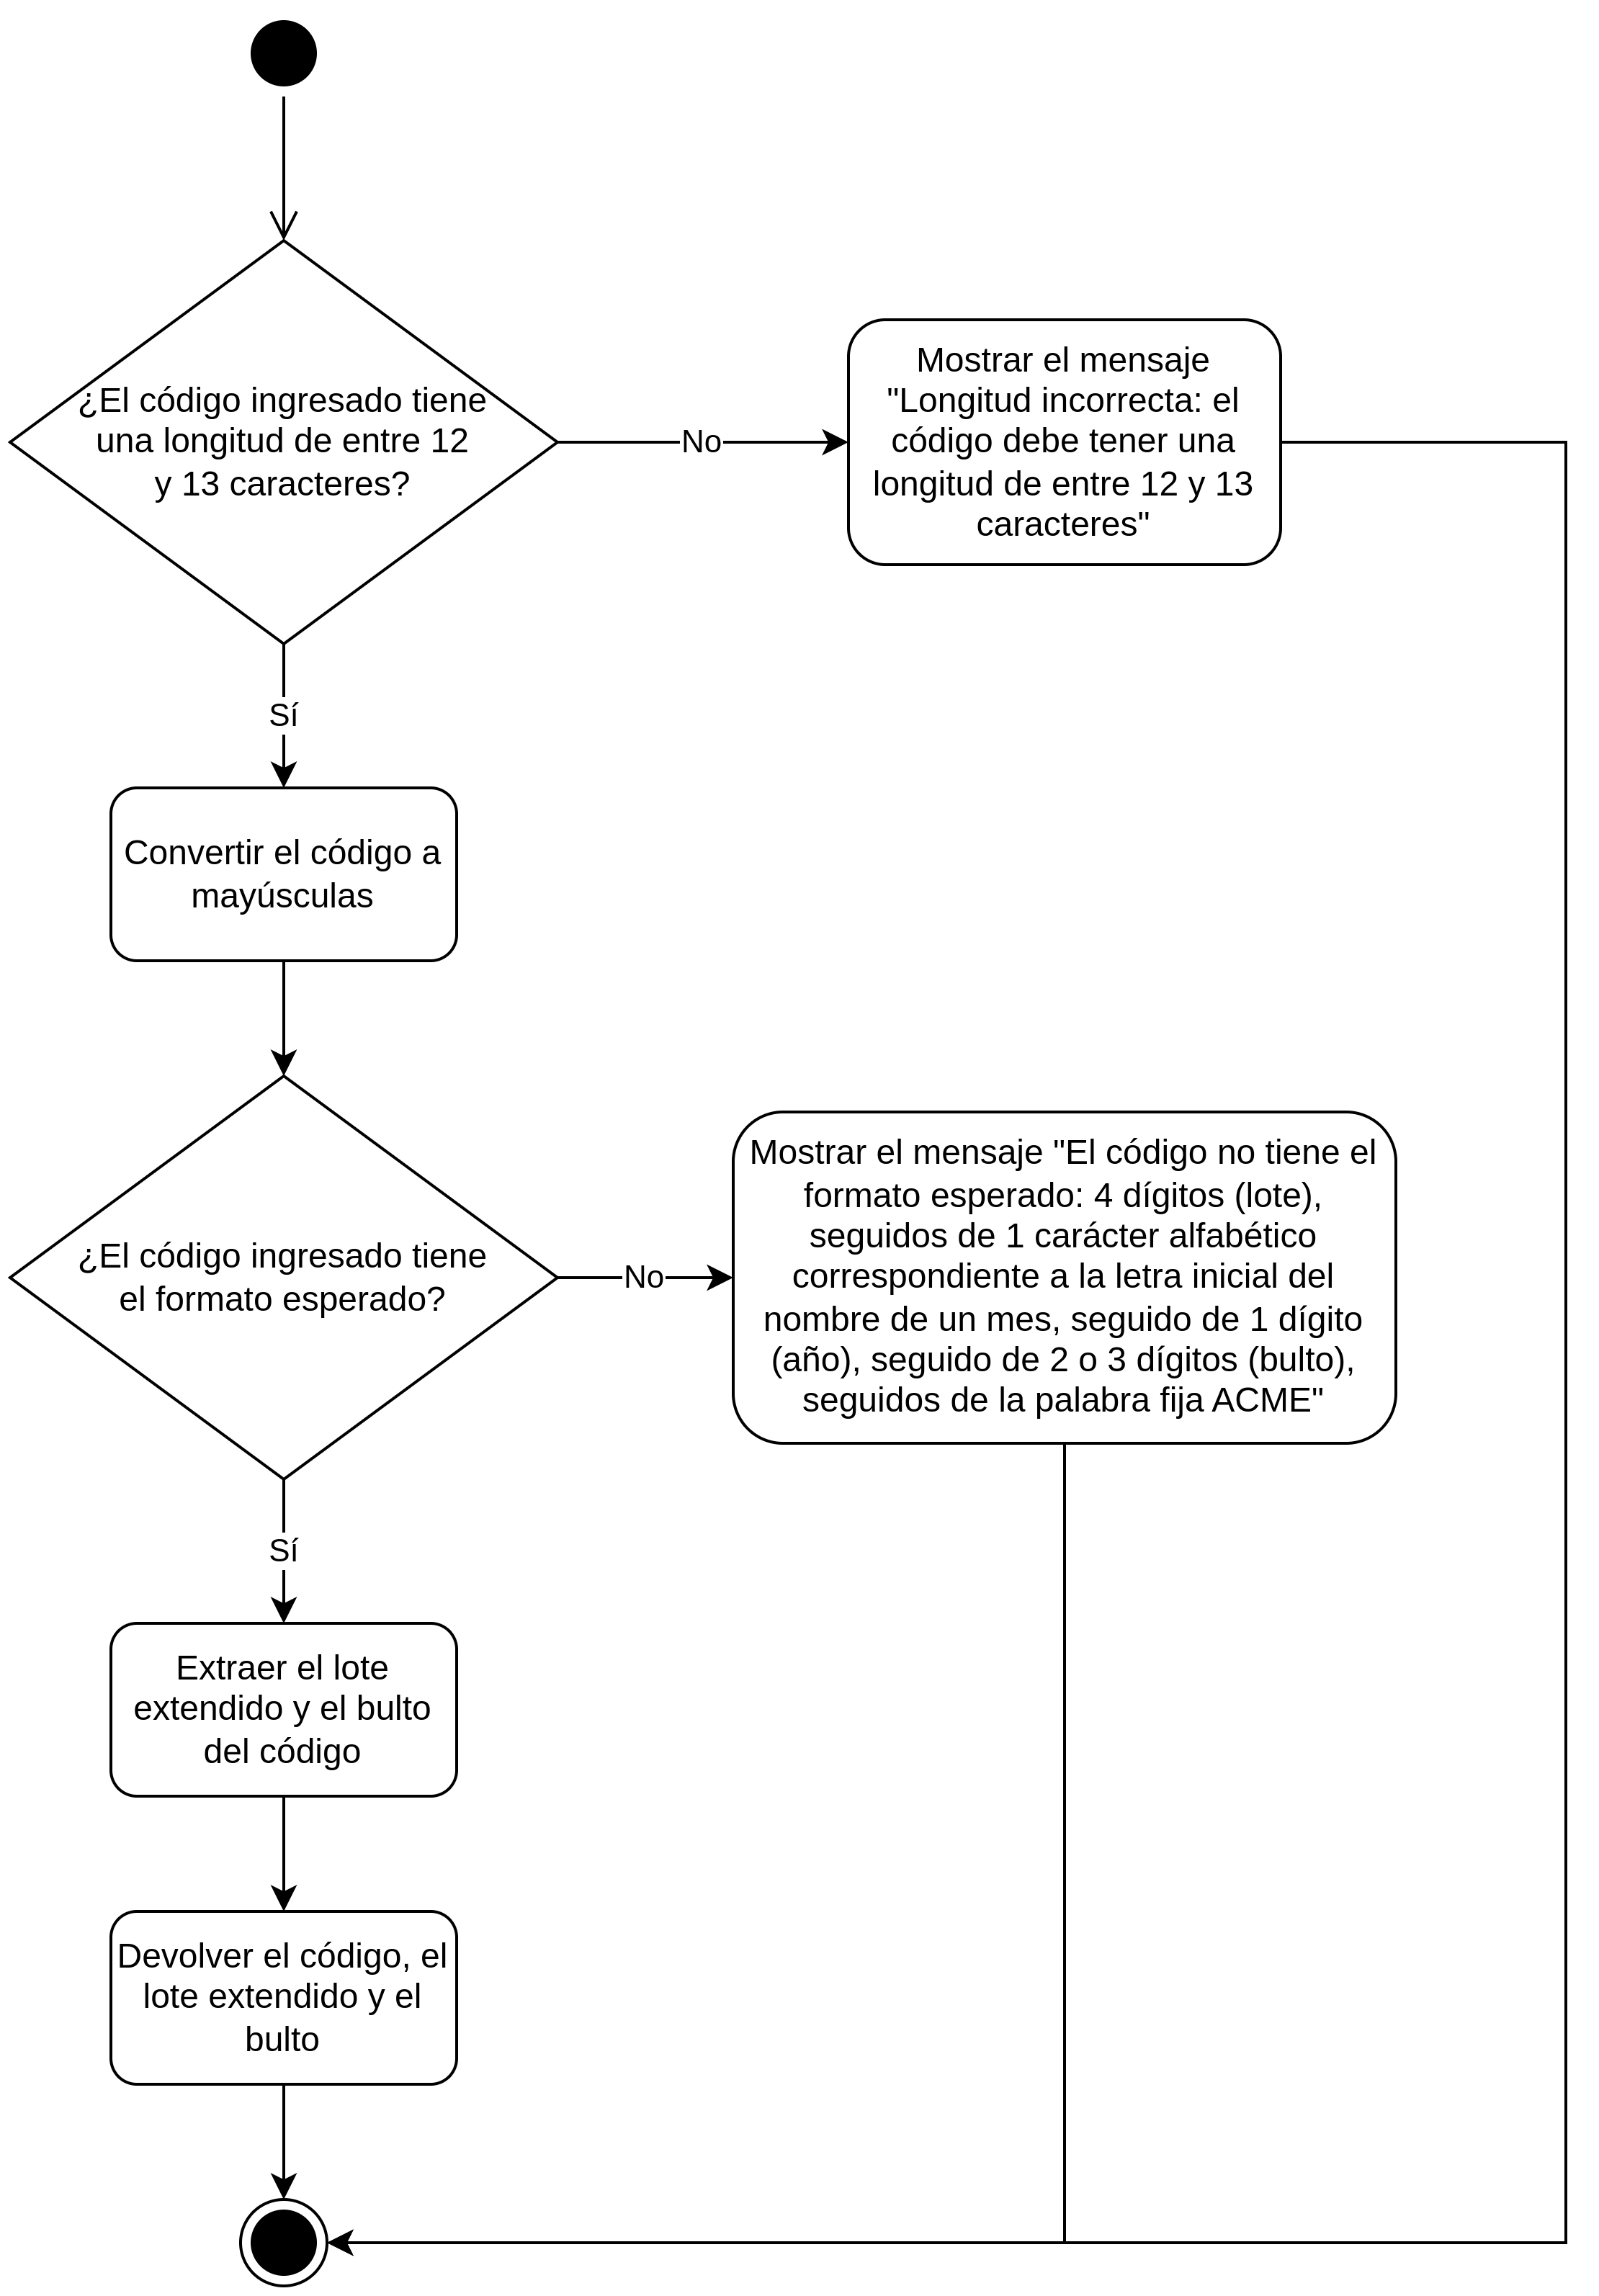 ¿El código ingresado tiene
una longitud de entre 12
y 13 caracteres?
No
Mostrar el mensaje
"Longitud incorrecta: el
código debe tener una
longitud de entre 12 y 13
caracteres"
Sí
Convertir el código a
mayúsculas
¿El código ingresado tiene
el formato esperado?
No
Mostrar el mensaje "El código no tiene el
formato esperado: 4 dígitos (lote),
seguidos de 1 carácter alfabético
correspondiente a la letra inicial del
nombre de un mes, seguido de 1 dígito
(año), seguido de 2 o 3 dígitos (bulto),
seguidos de la palabra fija ACME"
Sí
Extraer el lote
extendido y el bulto
del código
Devolver el código, el
lote extendido y el
bulto